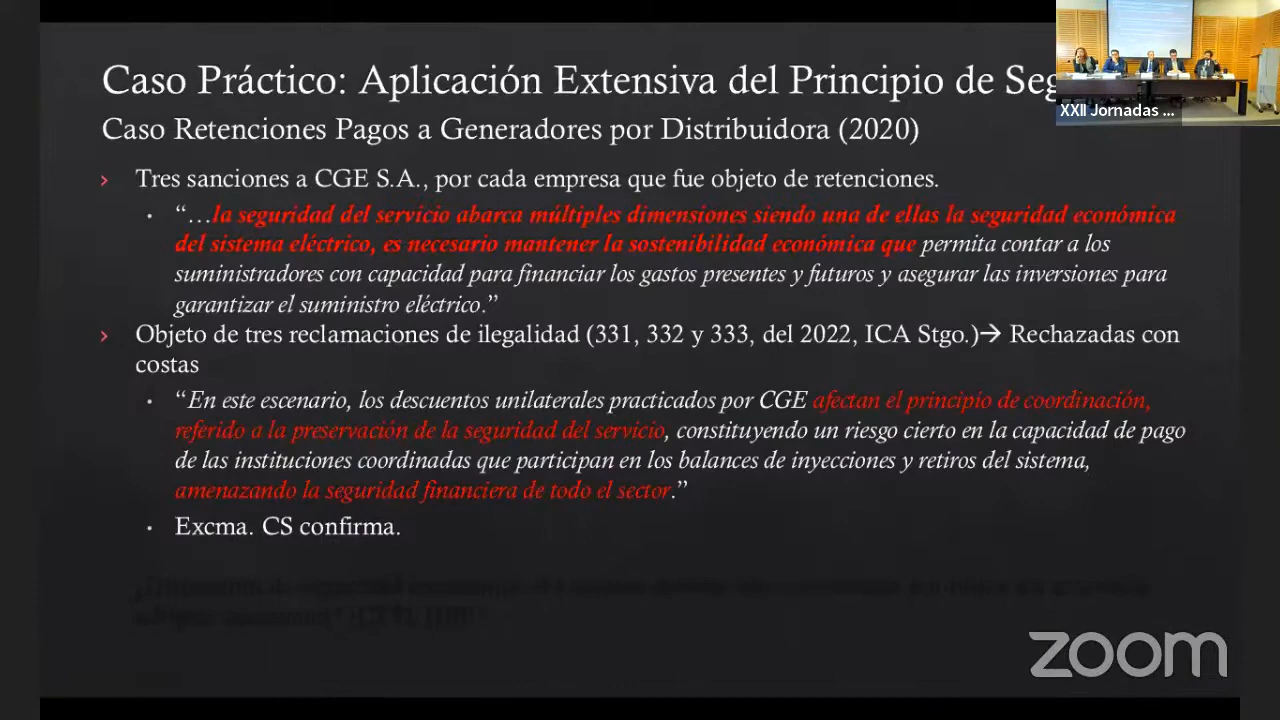 Caso Práctico: Aplicación Extensiva del Principio de Seg
Caso Retenciones Pagos a Generadores por Distribuidora (2020)
› Tres sanciones a CGE S.A., por cada empresa que fue objeto de retenciones.
• “…la seguridad del servicio abarca múltiples dimensiones siendo una de ellas la seguridad económica
del sistema eléctrico, es necesario mantener la sostenibilidad económica que permita contar a los
suministradores con capacidad para financiar los gastos presentes y futuros y asegurar las inversiones para
garantizar el suministro eléctrico.”
› Objeto de tres reclamaciones de ilegalidad (331, 332 y 333, del 2022, ICA Stgo.)→ Rechazadas con
costas
• “En este escenario, los descuentos unilaterales practicados por CGE afectan el principio de coordinación,
referido a la preservación de la seguridad del servicio, constituyendo un riesgo cierto en la capacidad de pago
de las instituciones coordinadas que participan en los balances de inyecciones y retiros del sistema,
amenazando la seguridad financiera de todo el sector.”
• Excma. CS confirma.
XXII Jornadas ...
zoom